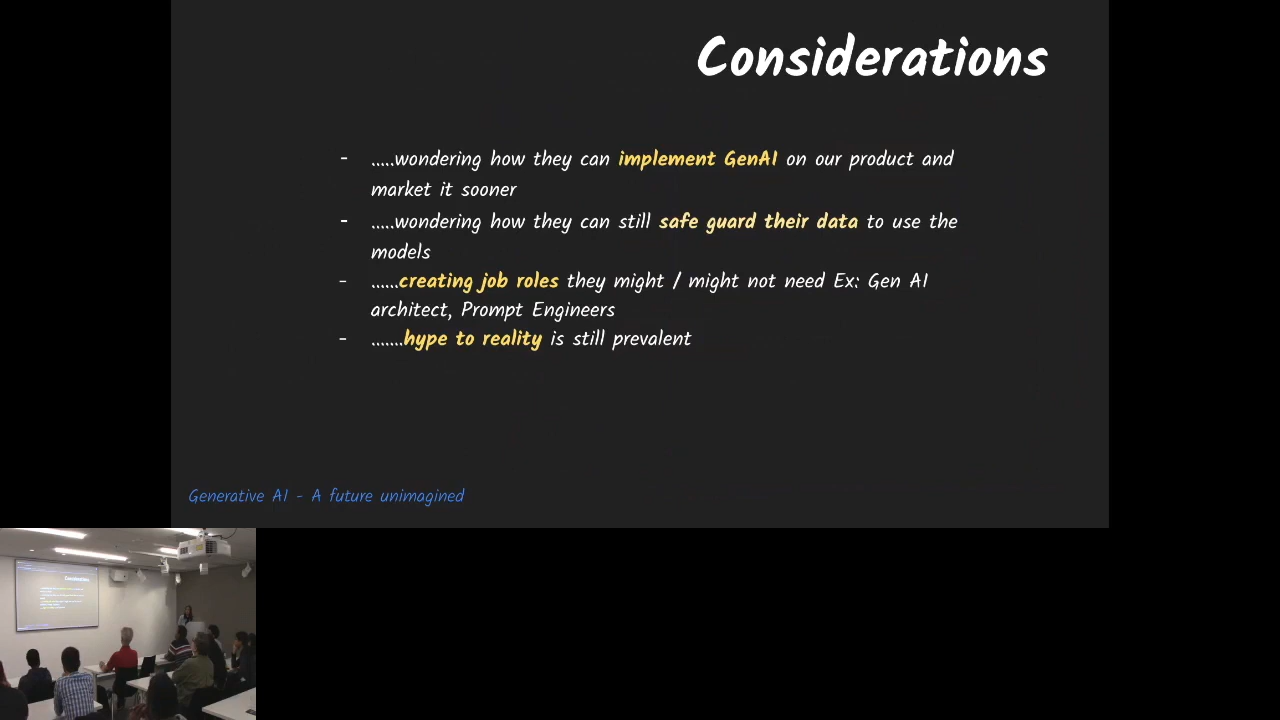 Considerations
- .....wondering how they can implement GenAI on our product and
market it sooner
- .....wondering how they can still safe guard their data to use the
models
- ......creating job roles they might / might not need Ex: Gen AI
architect, Prompt Engineers
- .......hype to reality is still prevalent
Generative AI - A future unimagined
Considerations